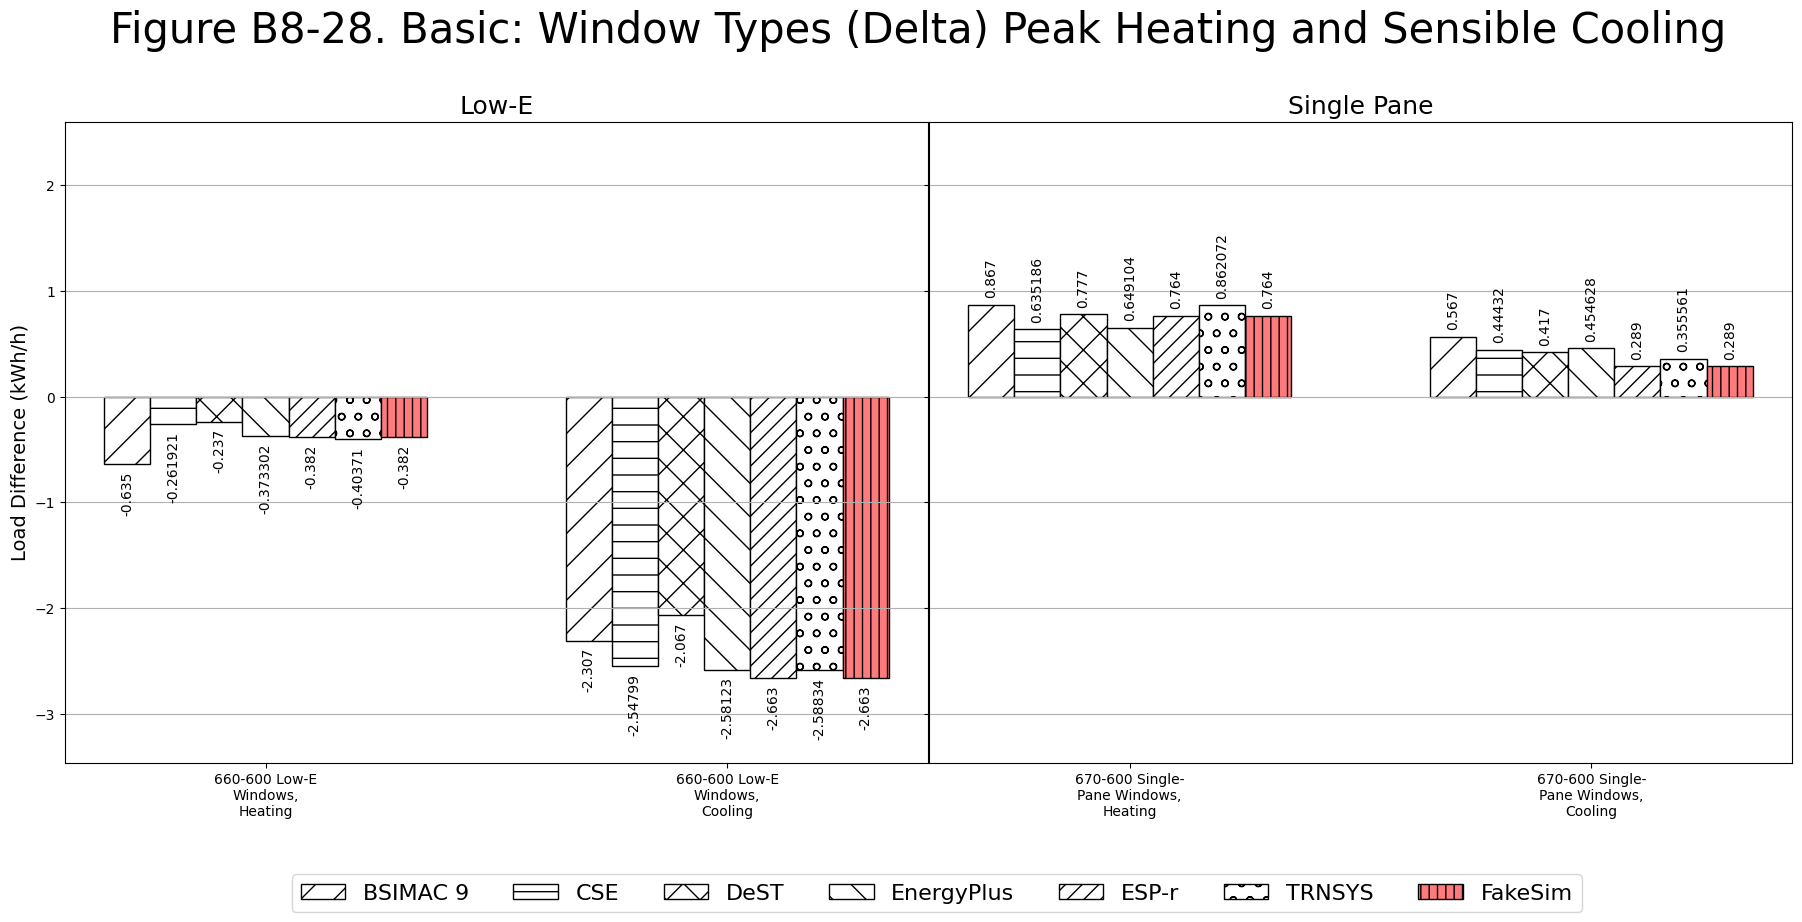 Figure B8-28. Basic: Window Types (Delta) Peak Heating and Sensible Cooling
Low-E
Single Pane
Load Difference (kWh/h)
2
1
0
−1
−2
−3
-0.635
-0.261921
-0.237
-0.373302
-0.382
-0.40371
-0.382
-2.307
-2.54799
-2.067
-2.58123
-2.663
-2.58834
-2.663
0.867
0.635186
0.777
0.649104
0.764
0.862072
0.764
0.567
0.44432
0.417
0.454628
0.289
0.355561
0.289
660-600 Low-E
Windows,
Heating
660-600 Low-E
Windows,
Cooling
670-600 Single-
Pane Windows,
Heating
670-600 Single-
Pane Windows,
Cooling
BSIMAC 9
CSE
DeST
EnergyPlus
ESP-r
TRNSYS
FakeSim